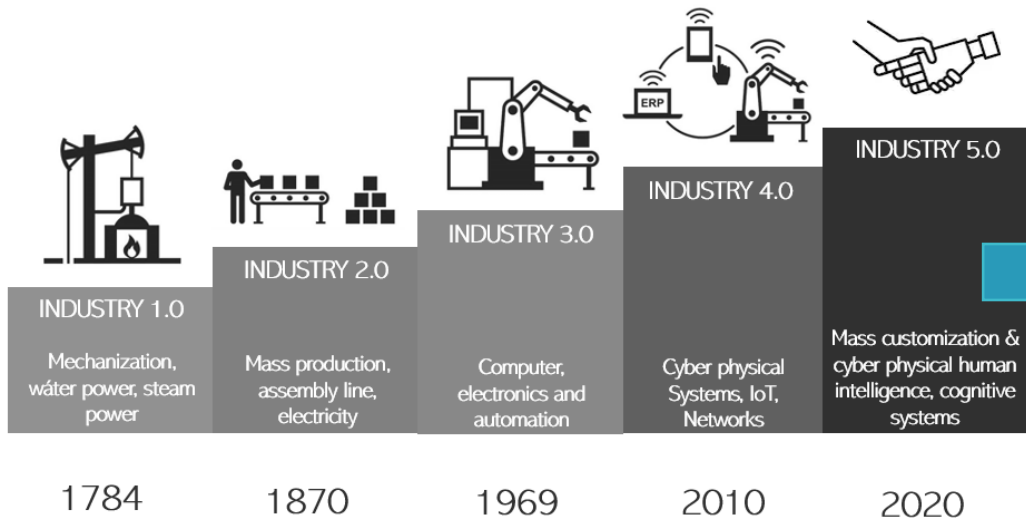 ERP
INDUSTRY 5.0
INDUSTRY 4.0
INDUSTRY 3.0
INDUSTRY 2.0
INDUSTRY 1.0
Mechanization,
wáter power, steam
power
Mass production,
assembly line,
electricity
Computer,
electronics and
automation
Cyber physical
Systems, IoT,
Networks
Mass customization &
cyber physical human
intelligence, cognitive
systems
1784
1870
1969
2010
2020